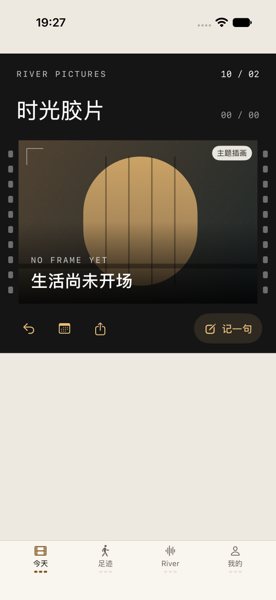 19:27
RIVER PICTURES
10 / 02
时光胶片
00 / 00
主题插画
NO FRAME YET
生活尚未开场
记一句
今天
足迹
River
我的